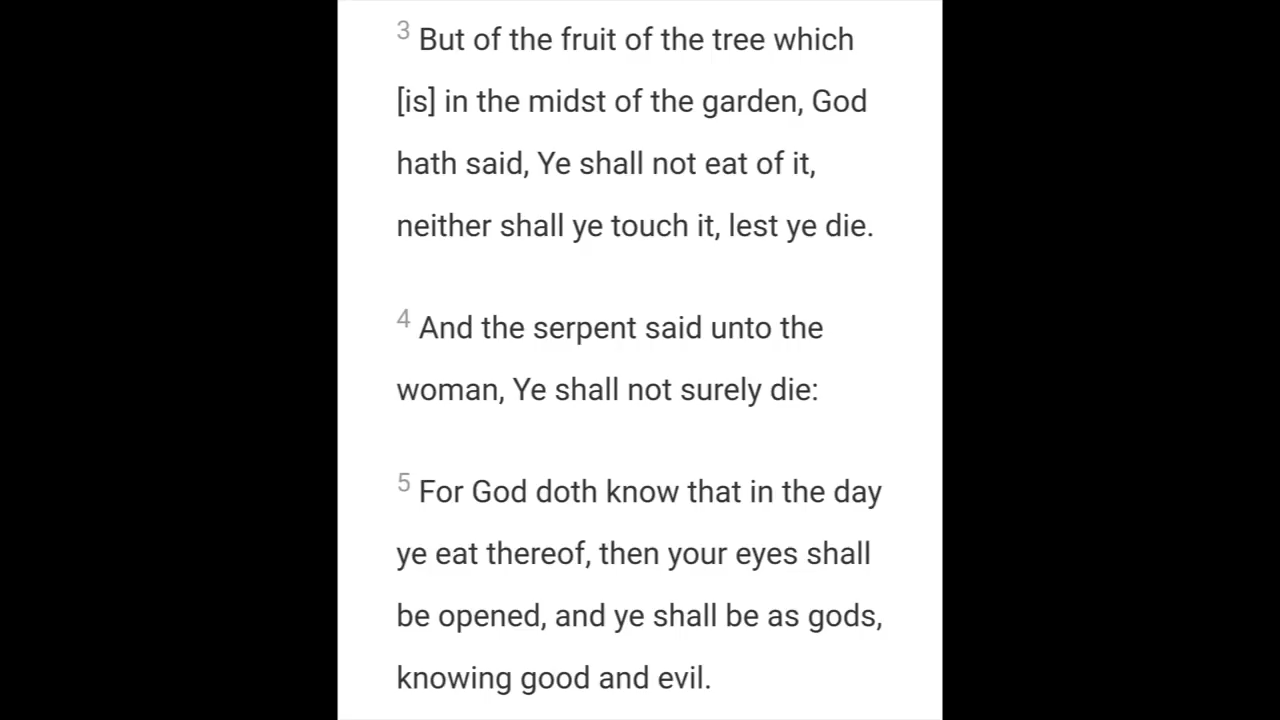 3 But of the fruit of the tree which
[is] in the midst of the garden, God
hath said, Ye shall not eat of it,
neither shall ye touch it, lest ye die.
4 And the serpent said unto the
woman, Ye shall not surely die:
5 For God doth know that in the day
ye eat thereof, then your eyes shall
be opened, and ye shall be as gods,
knowing good and evil.